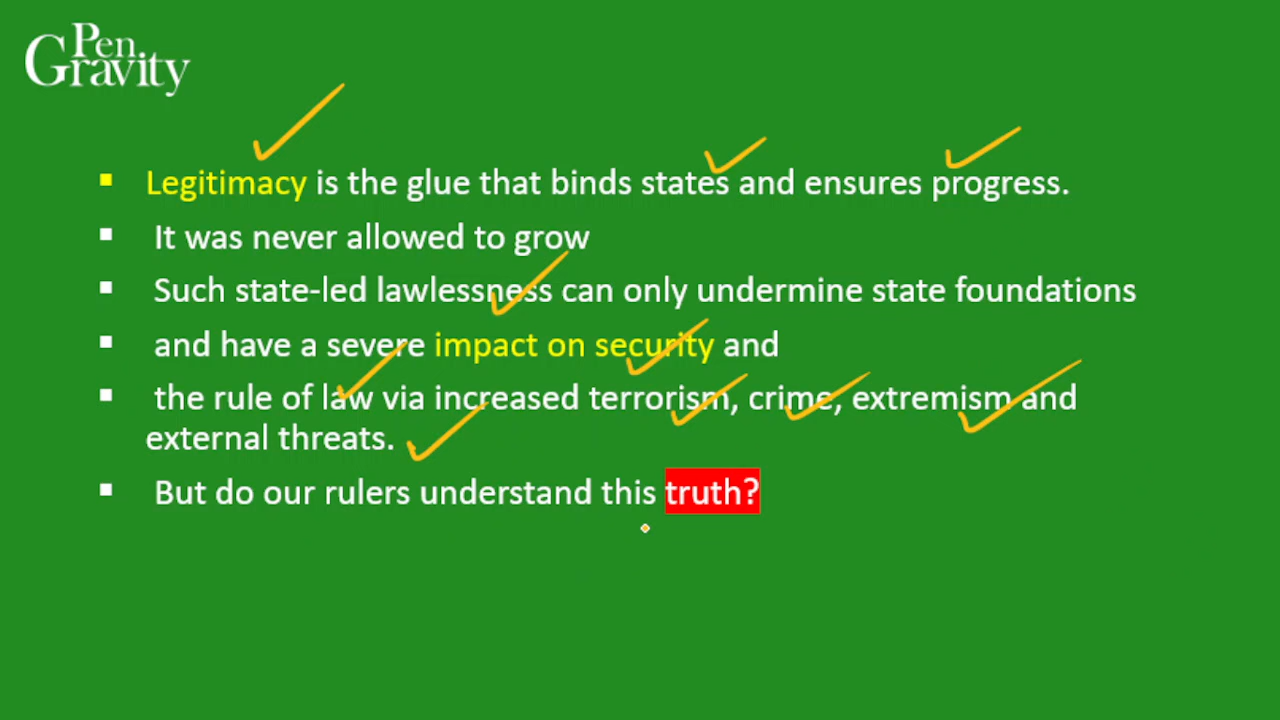 Pen
Gravity
Legitimacy is the glue that binds states and ensures progress.
It was never allowed to grow
Such state-led lawlessness can only undermine state foundations
and have a severe impact on security and
the rule of law via increased terrorism, crime, extremism and
external threats.
But do our rulers understand this truth?